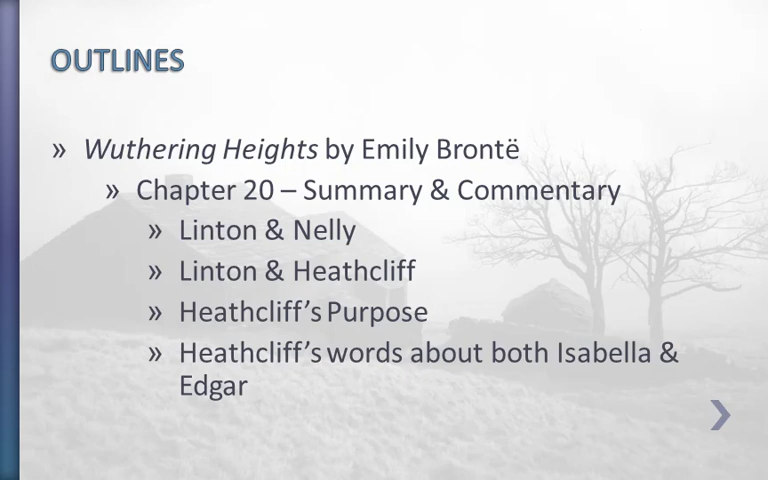 OUTLINES
» Wuthering Heights by Emily Brontë
» Chapter 20 – Summary & Commentary
» Linton & Nelly
» Linton & Heathcliff
» Heathcliff’s Purpose
» Heathcliff’s words about both Isabella &
Edgar